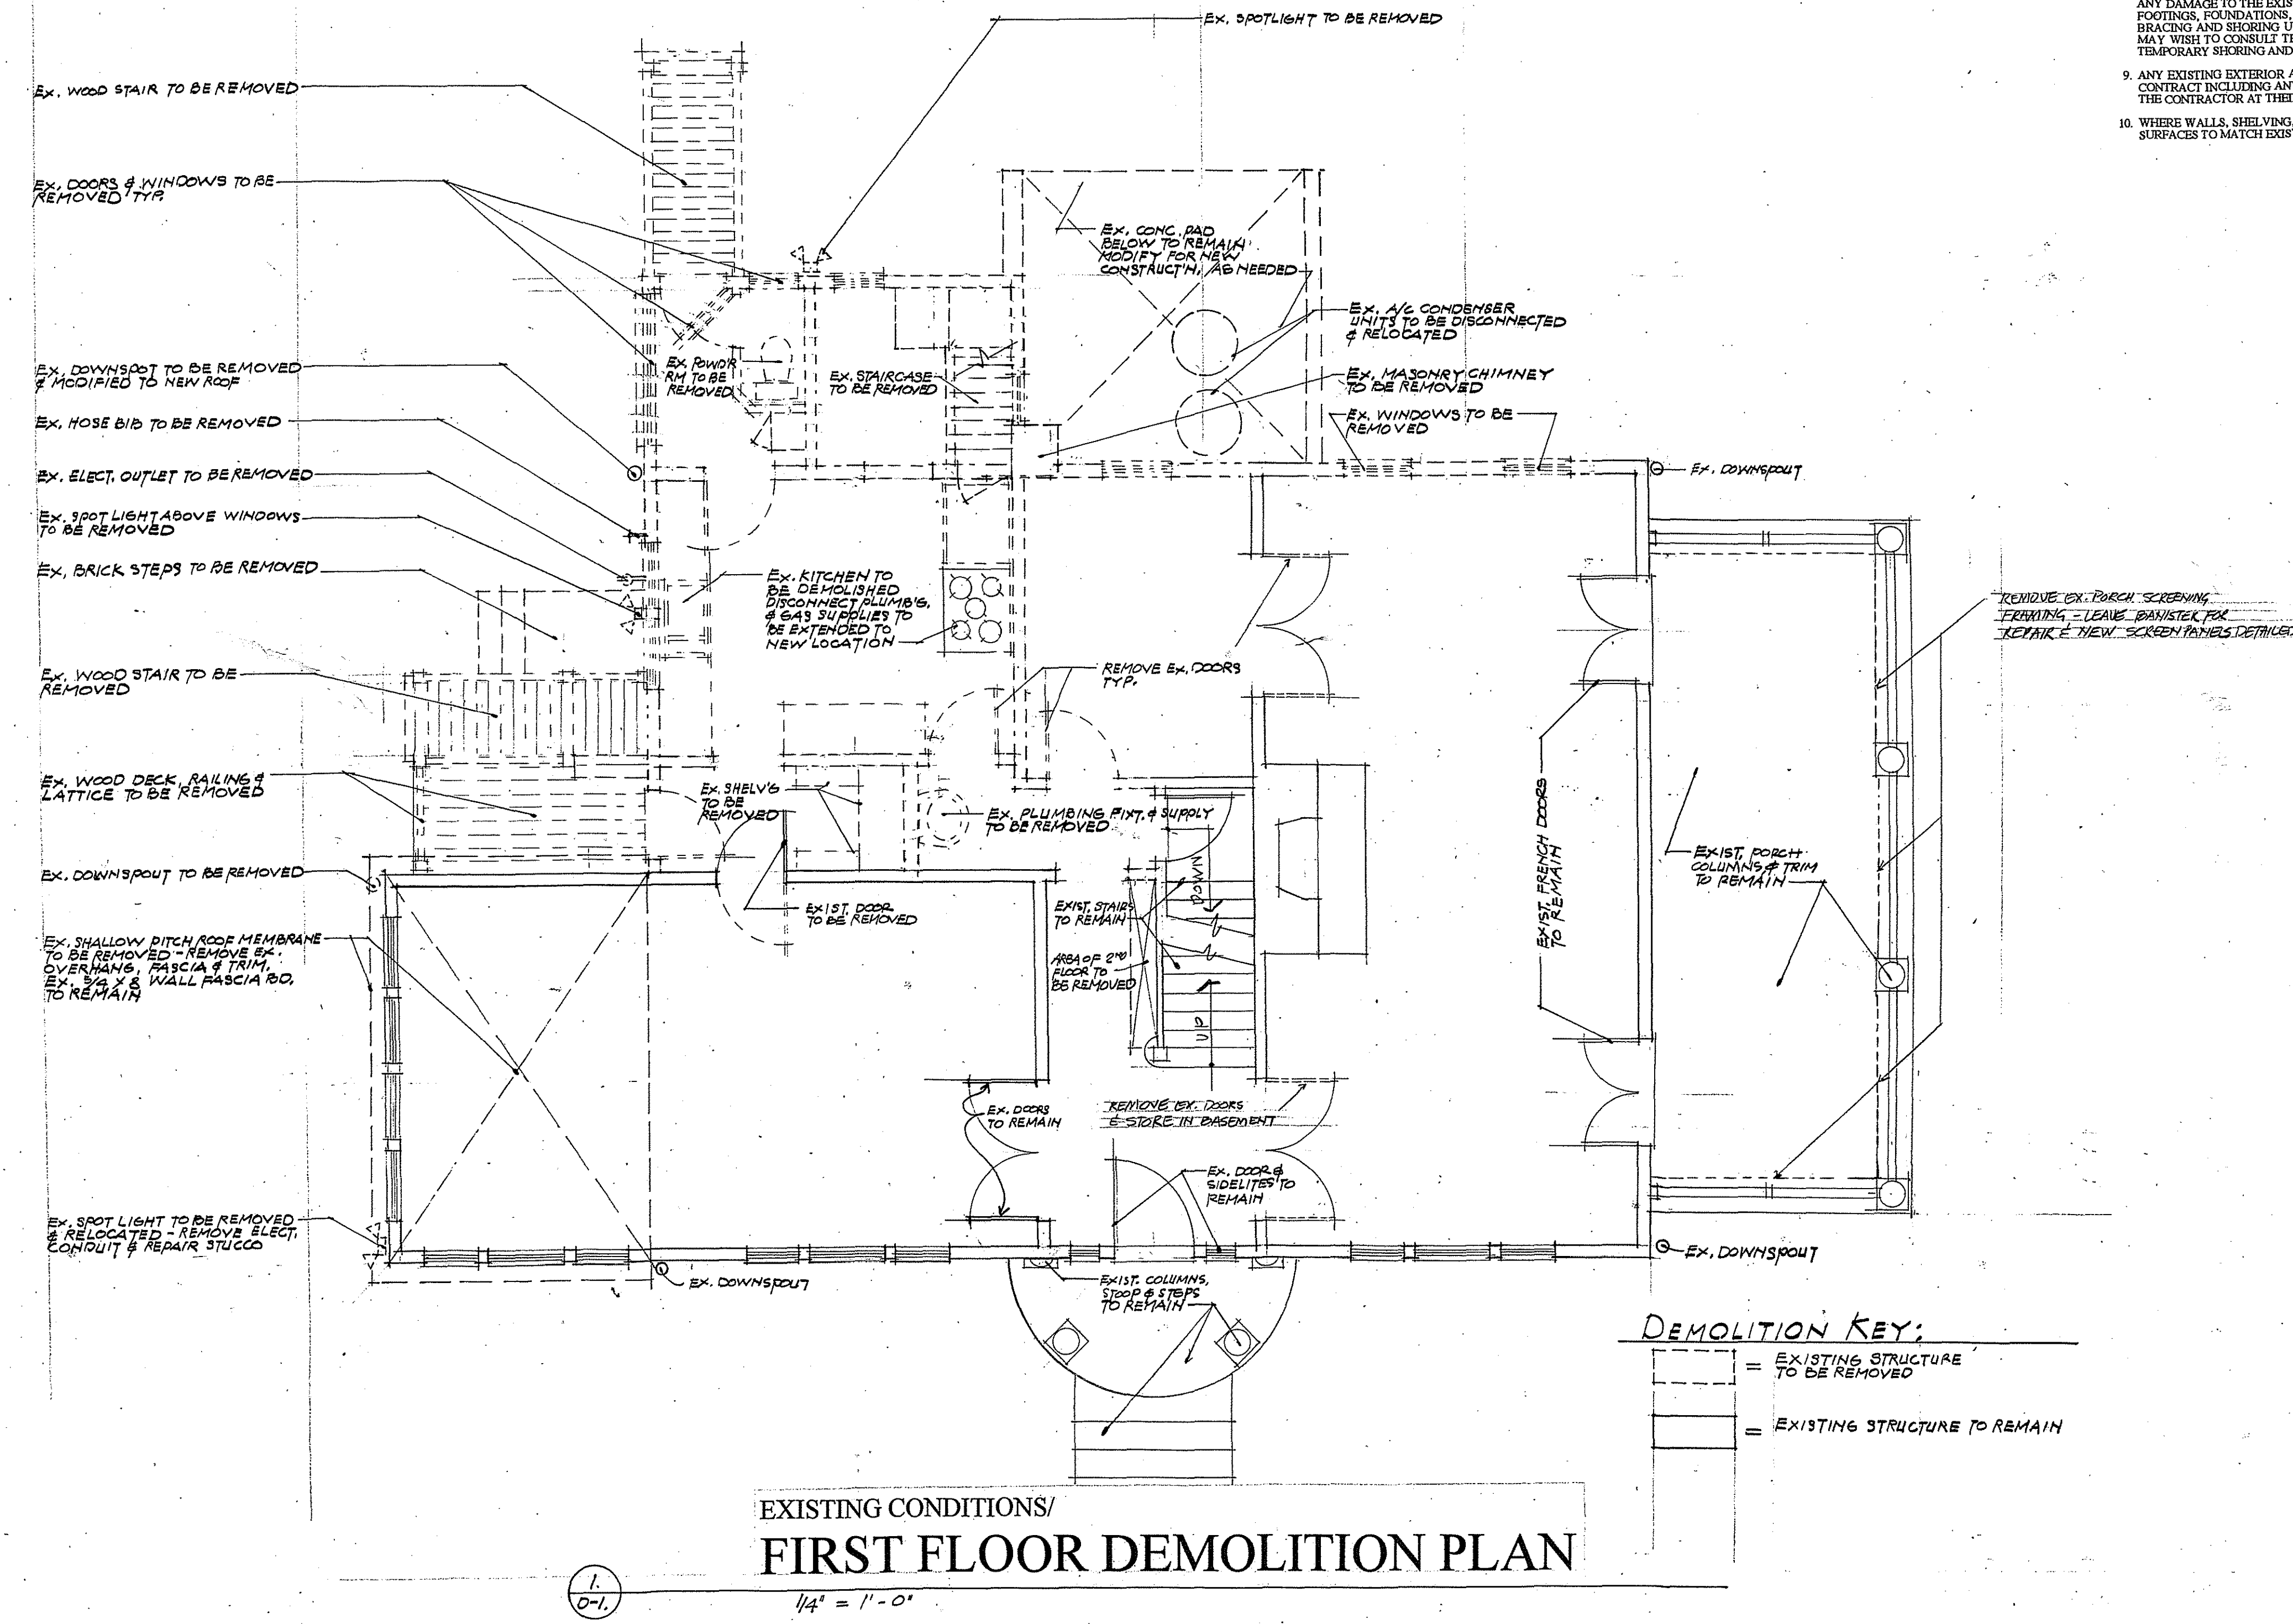 EX. SPOTLIGHT TO BE REMOVED
ANY DAMAGE TO THE EXIS
FOOTINGS, FOUNDATIONS,
BRACING AND SHORING U
MAY WISH TO CONSULT TH
TEMPORARY SHORING AND
9. ANY EXISTING EXTERIOR A
CONTRACT INCLUDING AN
THE CONTRACTOR AT THEI
10. WHERE WALLS, SHELVING,
SURFACES TO MATCH EXIS
EX. WOOD STAIR TO BE REMOVED
EX. DOORS & WINDOWS TO BE
REMOVED TYP.
EX. DOWNSPOT TO BE REMOVED
& MODIFIED TO NEW ROOF
EX. HOSE BIB TO BE REMOVED
EX. ELECT. OUTLET TO BE REMOVED
EX. SPOT LIGHT ABOVE WINDOWS
TO BE REMOVED
EX. BRICK STEPS TO BE REMOVED
EX. WOOD STAIR TO BE
REMOVED
EX. WOOD DECK, RAILING &
LATTICE TO BE REMOVED
EX. DOWNSPOUT TO BE REMOVED
EX. SHALLOW PITCH ROOF MEMBRANE
TO BE REMOVED - REMOVE EX.
OVERHANG, FASCIA & TRIM.
EX. 5/4 X 8 WALL FASCIA BD.
TO REMAIN
EX. SPOT LIGHT TO BE REMOVED
& RELOCATED - REMOVE ELECT.
CONDUIT & REPAIR STUCCO
EX. CONC. PAD
BELOW TO REMAIN
MODIFY FOR NEW
CONSTRUCT'N, AS NEEDED
EX. A/C CONDENSER
UNITS TO BE DISCONNECTED
& RELOCATED
EX. MASONRY CHIMNEY
TO BE REMOVED
EX. WINDOWS TO BE
REMOVED
EX. DOWNSPOUT
EX. POWD'R
RM TO BE
REMOVED
EX. STAIRCASE
TO BE REMOVED
EX. KITCHEN TO
BE DEMOLISHED
DISCONNECT PLUMB'G,
& GAS SUPPLIES TO
BE EXTENDED TO
NEW LOCATION
REMOVE EX. DOORS
TYP.
REMOVE EX. PORCH SCREENING
FRAMING - LEAVE BANISTER FOR
REPAIR & NEW SCREEN PANELS DETAILED
EX. SHELV'G
TO BE
REMOVED
EX. PLUMBING FIXT. & SUPPLY
TO BE REMOVED
EXIST. DOOR
TO BE REMOVED
DOWN
EXIST. STAIRS
TO REMAIN
AREA OF 2ND
FLOOR TO
BE REMOVED
UP
EXIST. FRENCH DOORS
TO REMAIN
EXIST. PORCH
COLUMNS & TRIM
TO REMAIN
EX. DOORS
TO REMAIN
REMOVE EX. DOORS
& STORE IN BASEMENT
EX. DOOR &
SIDELITES TO
REMAIN
EX. DOWNSPOUT
EXIST. COLUMNS,
STOOP & STEPS
TO REMAIN
EX. DOWNSPOUT
DEMOLITION KEY:
= EXISTING STRUCTURE
TO BE REMOVED
= EXISTING STRUCTURE TO REMAIN
EXISTING CONDITIONS/
FIRST FLOOR DEMOLITION PLAN
1.
D-1.
1/4" = 1'-0"